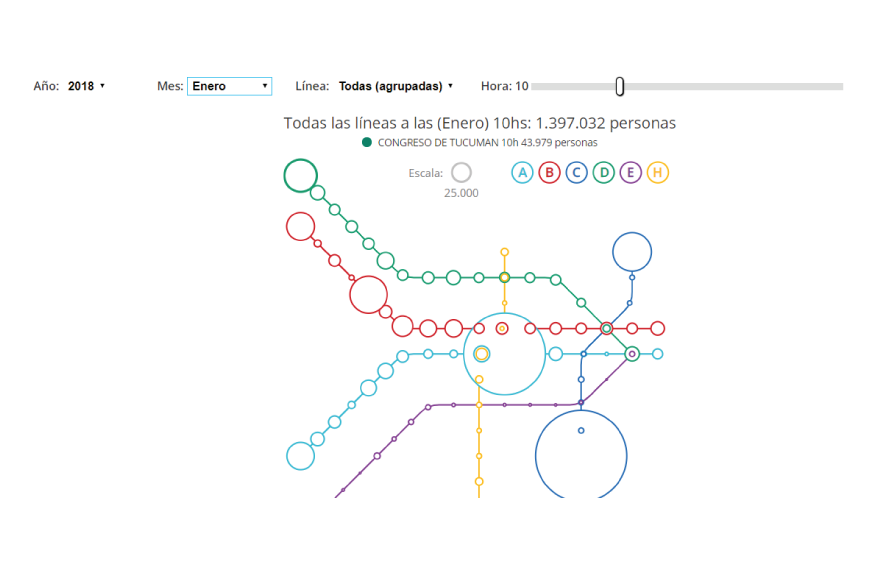 Año: 2018 Mes: Enero Línea: Todas (agrupadas) Hora: 10
Todas las líneas a las (Enero) 10hs: 1.397.032 personas
CONGRESO DE TUCUMAN 10h 43.979 personas
Escala: A B C D E H
25.000